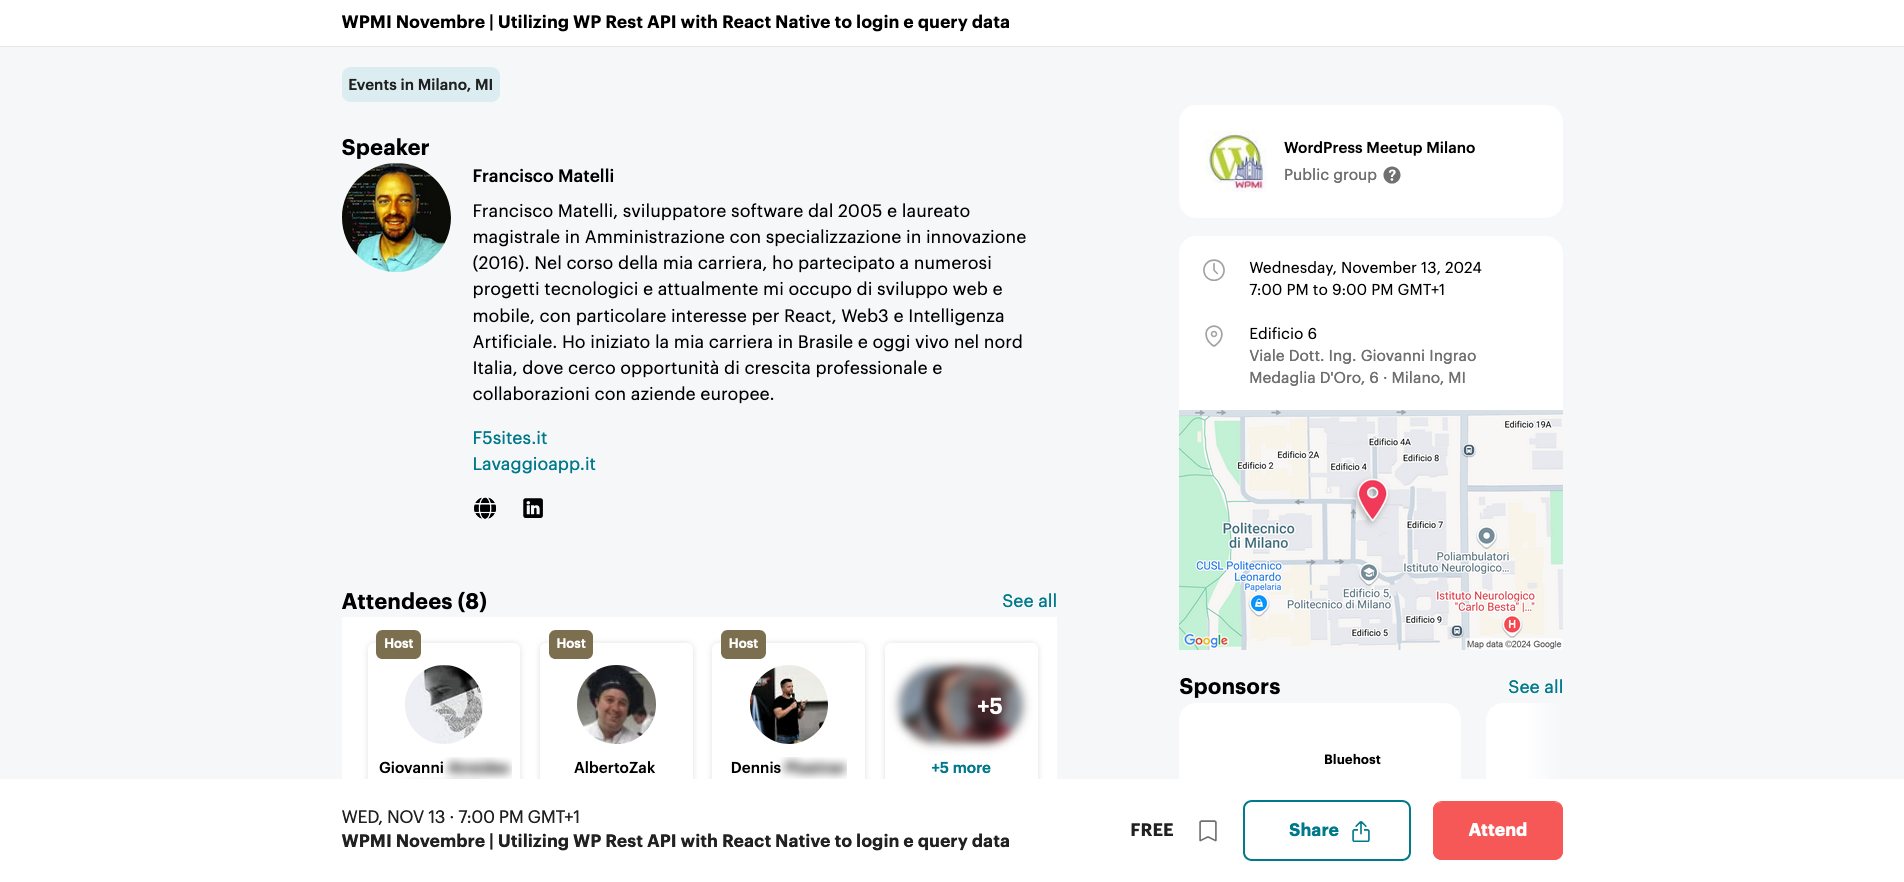 WPMI Novembre | Utilizing WP Rest API with React Native to login e query data
Events in Milano, MI
Speaker
Francisco Matelli
Francisco Matelli, sviluppatore software dal 2005 e laureato
magistrale in Amministrazione con specializzazione in innovazione
(2016). Nel corso della mia carriera, ho partecipato a numerosi
progetti tecnologici e attualmente mi occupo di sviluppo web e
mobile, con particolare interesse per React, Web3 e Intelligenza
Artificiale. Ho iniziato la mia carriera in Brasile e oggi vivo nel nord
Italia, dove cerco opportunità di crescita professionale e
collaborazioni con aziende europee.
F5sites.it
Lavaggioapp.it
in
Attendees (8)
See all
Host
Host
Host
+5
Giovanni
AlbertoZak
Dennis
+5 more
W
WPMI
WordPress Meetup Milano
Public group ?
Wednesday, November 13, 2024
7:00 PM to 9:00 PM GMT+1
Edificio 6
Viale Dott. Ing. Giovanni Ingrao
Medaglia D'Oro, 6 · Milano, MI
Edificio 19A
Edificio 4A
Edificio 2A
Edificio 8
Edificio 2
Edificio 4
Edificio 7
Politecnico
di Milano
Poliambulatori
Istituto Neurologico...
CUSL Politecnico
Leonardo
Papelaria
Edificio 5,
Politecnico di Milano
Istituto Neurologico
"Carlo Besta" |..."
Edificio 9
H
Edificio 5
Google
Map data ©2024 Google
Sponsors
See all
Bluehost
WED, NOV 13 · 7:00 PM GMT+1
WPMI Novembre | Utilizing WP Rest API with React Native to login e query data
FREE
Share
Attend